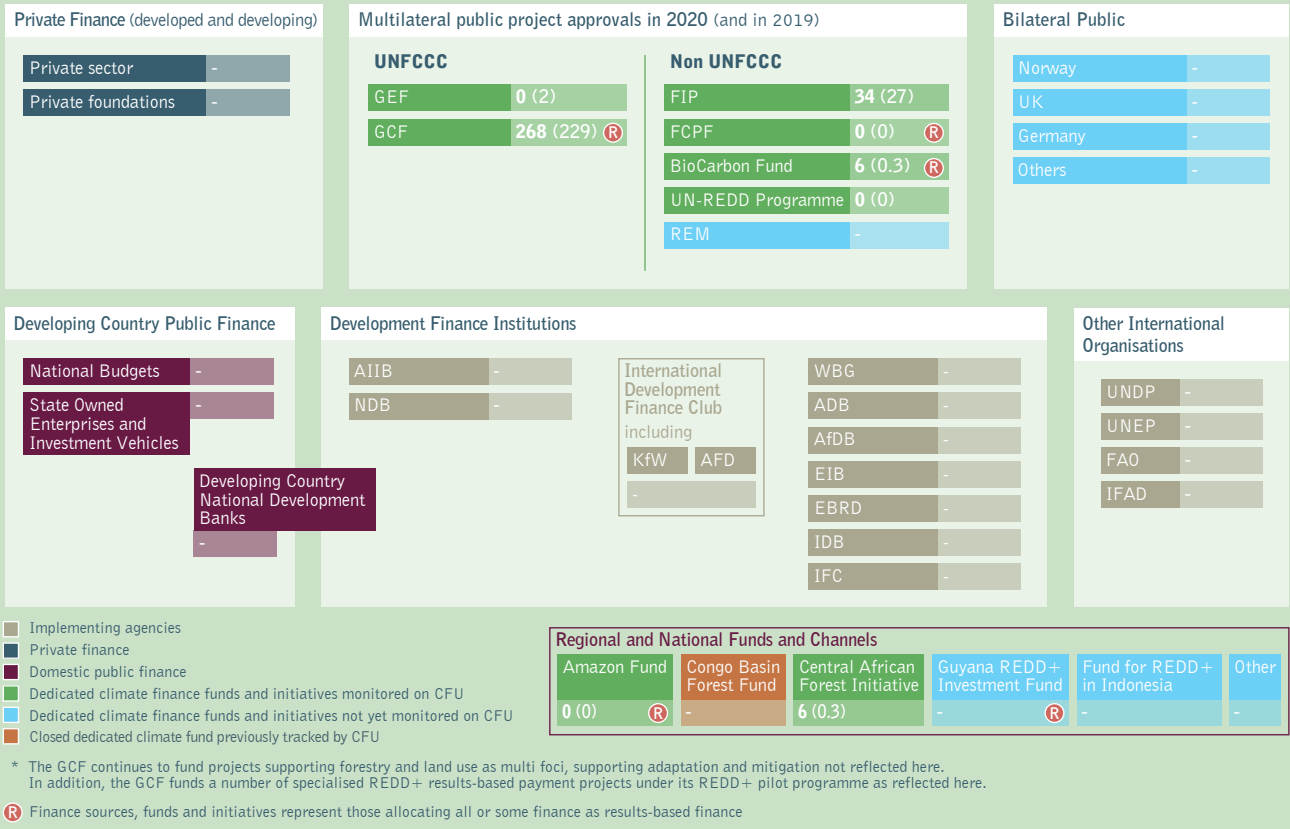 Private Finance (developed and developing)
Private sector -
Private foundations -
Multilateral public project approvals in 2020 (and in 2019)
UNFCCC
GEF 0 (2)
GCF 268 (229) R
Non UNFCCC
FIP 34 (27)
FCPF 0 (0) R
BioCarbon Fund 6 (0.3) R
UN-REDD Programme 0 (0)
REM -
Bilateral Public
Norway -
UK -
Germany -
Others -
Developing Country Public Finance
National Budgets -
State Owned -
Enterprises and
Investment Vehicles
Developing Country
National Development
Banks
-
Development Finance Institutions
AIIB -
NDB -
International
Development
Finance Club
including
KfW AFD
-
WBG -
ADB -
AfDB -
EIB -
EBRD -
IDB -
IFC -
Other International
Organisations
UNDP -
UNEP -
FAO -
IFAD -
Implementing agencies
Private finance
Domestic public finance
Dedicated climate finance funds and initiatives monitored on CFU
Dedicated climate finance funds and initiatives not yet monitored on CFU
Closed dedicated climate fund previously tracked by CFU
Regional and National Funds and Channels
Amazon Fund
0 (0) R
Congo Basin
Forest Fund
-
Central African
Forest Initiative
6 (0.3)
Guyana REDD+
Investment Fund
- R
Fund for REDD+
in Indonesia
-
Other
-
* The GCF continues to fund projects supporting forestry and land use as multi foci, supporting adaptation and mitigation not reflected here.
In addition, the GCF funds a number of specialised REDD+ results-based payment projects under its REDD+ pilot programme as reflected here.
R Finance sources, funds and initiatives represent those allocating all or some finance as results-based finance